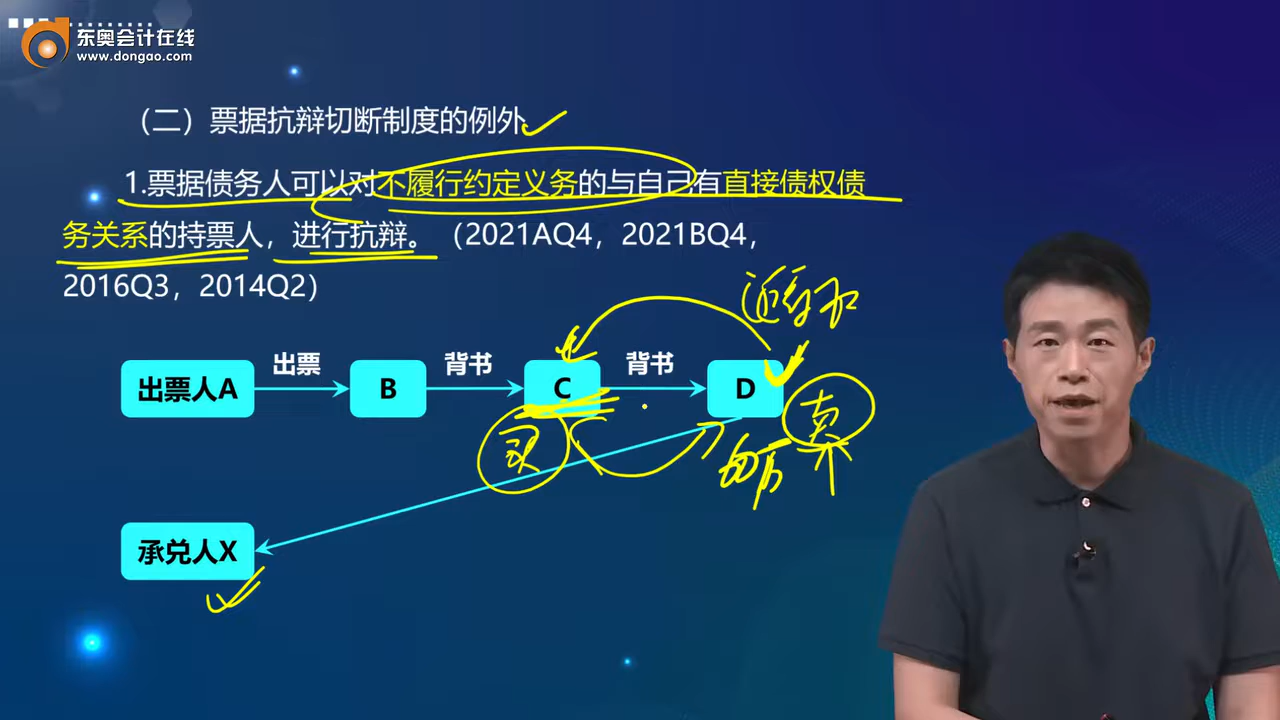 东奥会计在线
www.dongao.com
（二）票据抗辩切断制度的例外
1.票据债务人可以对不履行约定义务的与自己有直接债权债
务关系的持票人，进行抗辩。（2021AQ4，2021BQ4，
2016Q3，2014Q2）
出票人A 出票 B 背书 C 背书 D
买 卖
承兑人X